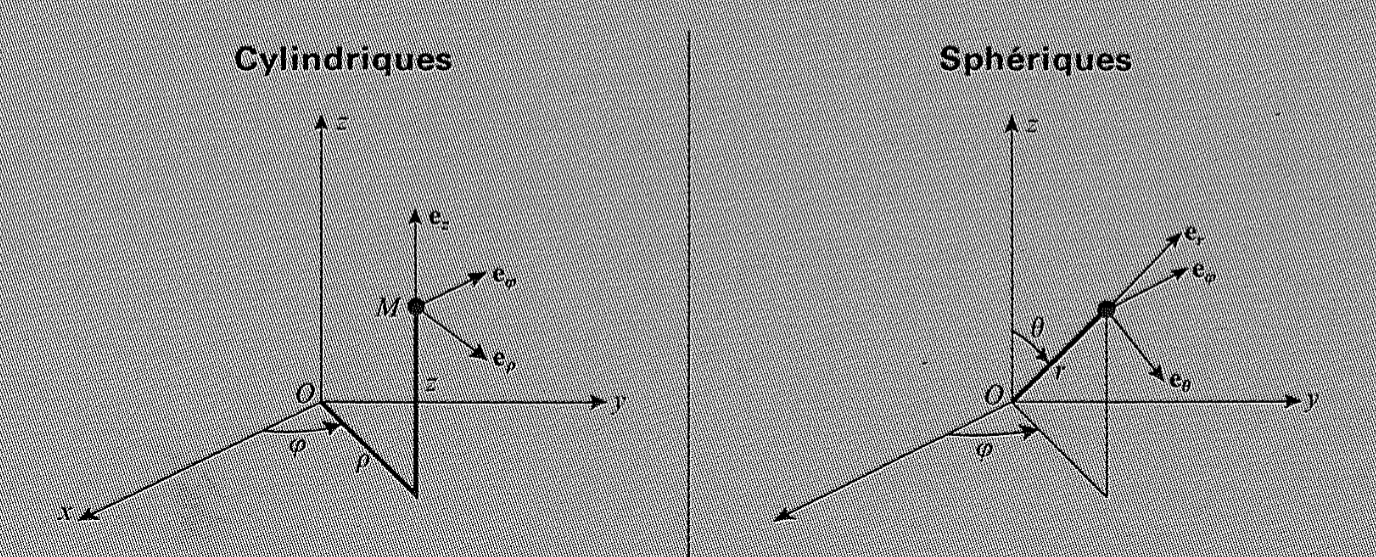 Cylindriques
z
e_z
e_φ
M
e_ρ
z
O
y
φ
ρ
x
Sphériques
z
e_r
e_φ
θ
r
e_θ
O
y
φ